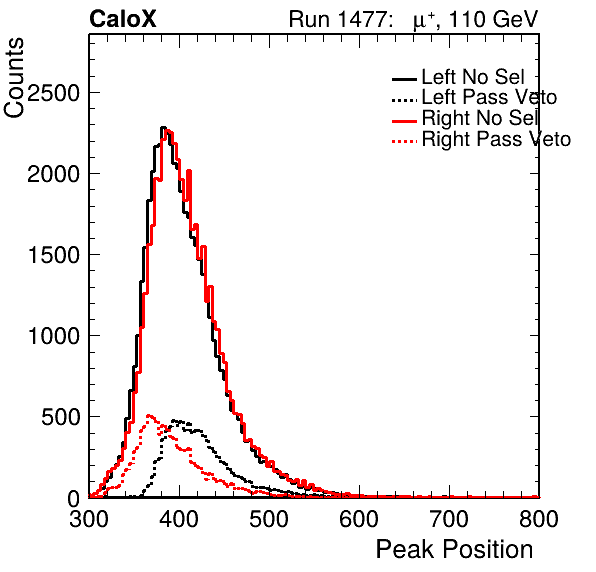 CaloX Run 1477: μ⁺, 110 GeV
Counts
Left No Sel
Left Pass Veto
Right No Sel
Right Pass Veto
2500
2000
1500
1000
500
0
300 400 500 600 700 800
Peak Position